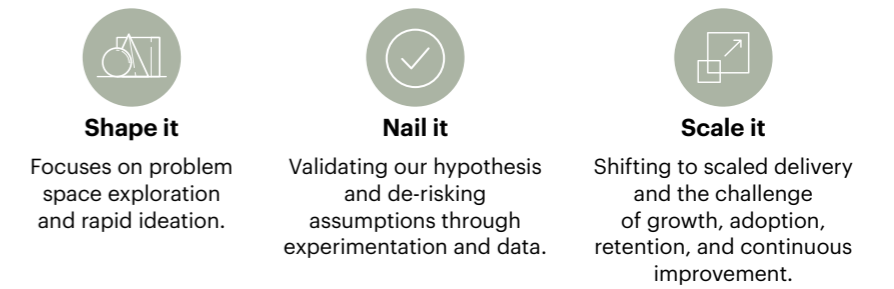 Shape it
Focuses on problem
space exploration
and rapid ideation.
Nail it
Validating our hypothesis
and de-risking
assumptions through
experimentation and data.
Scale it
Shifting to scaled delivery
and the challenge
of growth, adoption,
retention, and continuous
improvement.